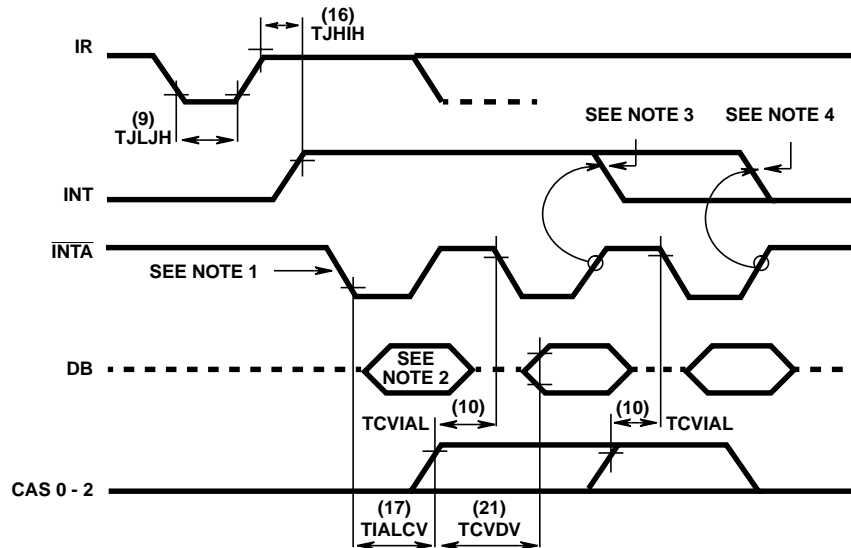 (16)
TJHIH
IR
(9)
TJLJH
SEE NOTE 3
SEE NOTE 4
INT
INTA
SEE NOTE 1
DB
SEE
NOTE 2
TCVIAL
(10)
(10)
TCVIAL
CAS 0 - 2
(17)
TIALCV
(21)
TCVDV